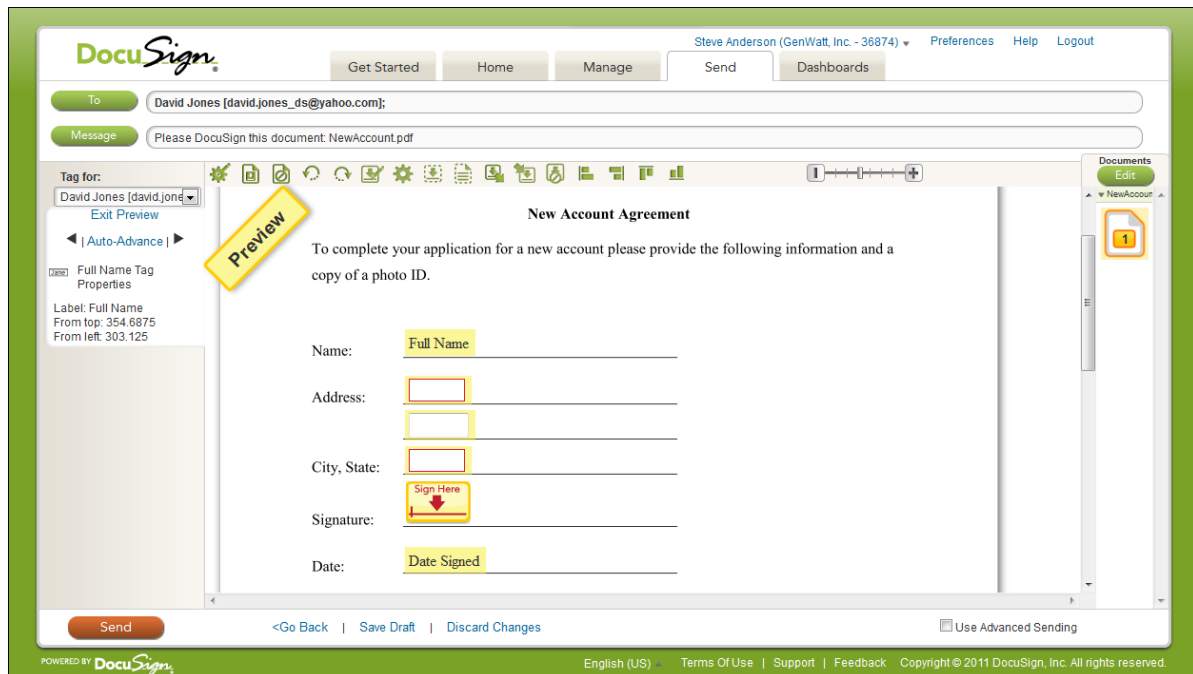 DocuSign
Steve Anderson (GenWatt, Inc. - 36874) Preferences Help Logout
Get Started Home Manage Send Dashboards
To David Jones [david.jones_ds@yahoo.com];
Message Please DocuSign this document: NewAccount.pdf
Documents
Edit
Tag for:
David Jones [david.jone
Exit Preview
| Auto-Advance |
Full Name Tag
Properties
Label: Full Name
From top: 354.6875
From left: 303.125
Preview
NewAccour
1
New Account Agreement
To complete your application for a new account please provide the following information and a
copy of a photo ID.
Name: Full Name
Address:
City, State:
Sign Here
Signature:
Date: Date Signed
Send <Go Back | Save Draft | Discard Changes Use Advanced Sending
POWERED BY DocuSign English (US) Terms Of Use | Support | Feedback Copyright © 2011 DocuSign, Inc. All rights reserved.